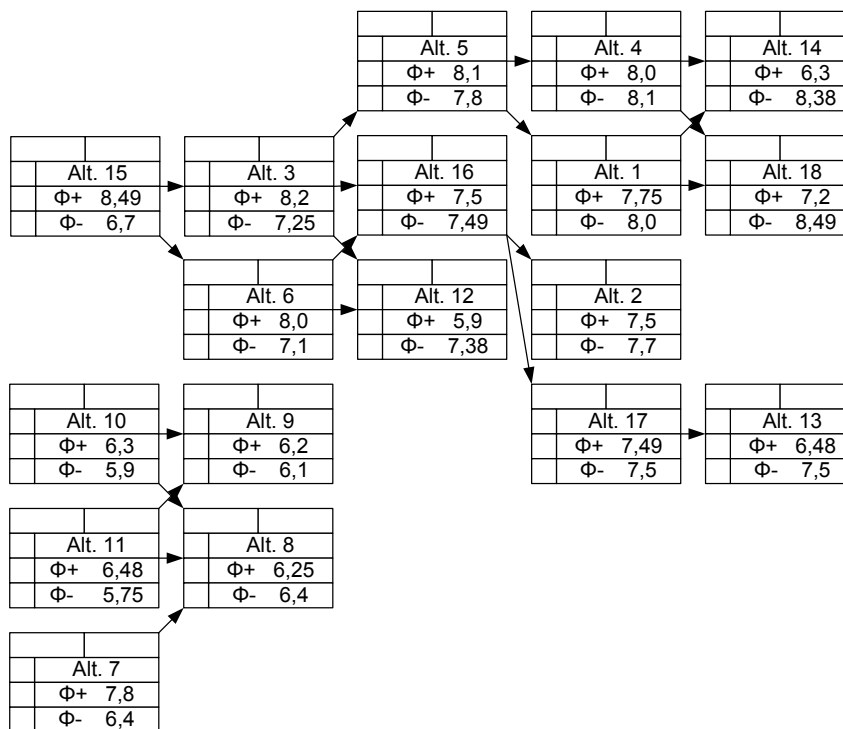 Alt. 5
Φ+ 8,1
Φ- 7,8
Alt. 4
Φ+ 8,0
Φ- 8,1
Alt. 14
Φ+ 6,3
Φ- 8,38
Alt. 15
Φ+ 8,49
Φ- 6,7
Alt. 3
Φ+ 8,2
Φ- 7,25
Alt. 16
Φ+ 7,5
Φ- 7,49
Alt. 1
Φ+ 7,75
Φ- 8,0
Alt. 18
Φ+ 7,2
Φ- 8,49
Alt. 6
Φ+ 8,0
Φ- 7,1
Alt. 12
Φ+ 5,9
Φ- 7,38
Alt. 2
Φ+ 7,5
Φ- 7,7
Alt. 10
Φ+ 6,3
Φ- 5,9
Alt. 9
Φ+ 6,2
Φ- 6,1
Alt. 17
Φ+ 7,49
Φ- 7,5
Alt. 13
Φ+ 6,48
Φ- 7,5
Alt. 11
Φ+ 6,48
Φ- 5,75
Alt. 8
Φ+ 6,25
Φ- 6,4
Alt. 7
Φ+ 7,8
Φ- 6,4